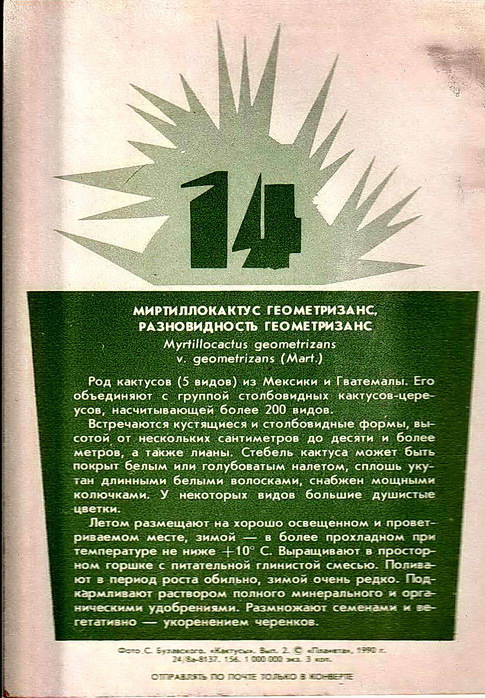 14
МИРТИЛЛОКАКТУС ГЕОМЕТРИЗАНС,
РАЗНОВИДНОСТЬ ГЕОМЕТРИЗАНС
Myrtillocactus geometrizans
v. geometrizans (Mart.)
Род кактусов (5 видов) из Мексики и Гватемалы. Его
объединяют с группой столбовидных кактусов-цере-
усов, насчитывающей более 200 видов.
Встречаются кустящиеся и столбовидные формы, вы-
сотой от нескольких сантиметров до десяти и более
метров, а также лианы. Стебель кактуса может быть
покрыт белым или голубоватым налетом, сплошь уку-
тан длинными белыми волосками, снабжен мощными
колючками. У некоторых видов большие душистые
цветки.
Летом размещают на хорошо освещенном и провет-
риваемом месте, зимой — в более прохладном при
температуре не ниже +10° С. Выращивают в простор-
ном горшке с питательной глинистой смесью. Полива-
ют в период роста обильно, зимой очень редко. Под-
кармливают раствором полного минерального и орга-
ническими удобрениями. Размножают семенами и ве-
гетативно — укоренением черенков.
Фото С. Булавского. «Кактусы». Вып. 2. © «Планета», 1990 г.
24/8а-8137. 156. 1 000 000 экз. 3 коп.
ОТПРАВЛЯТЬ ПО ПОЧТЕ ТОЛЬКО В КОНВЕРТЕ